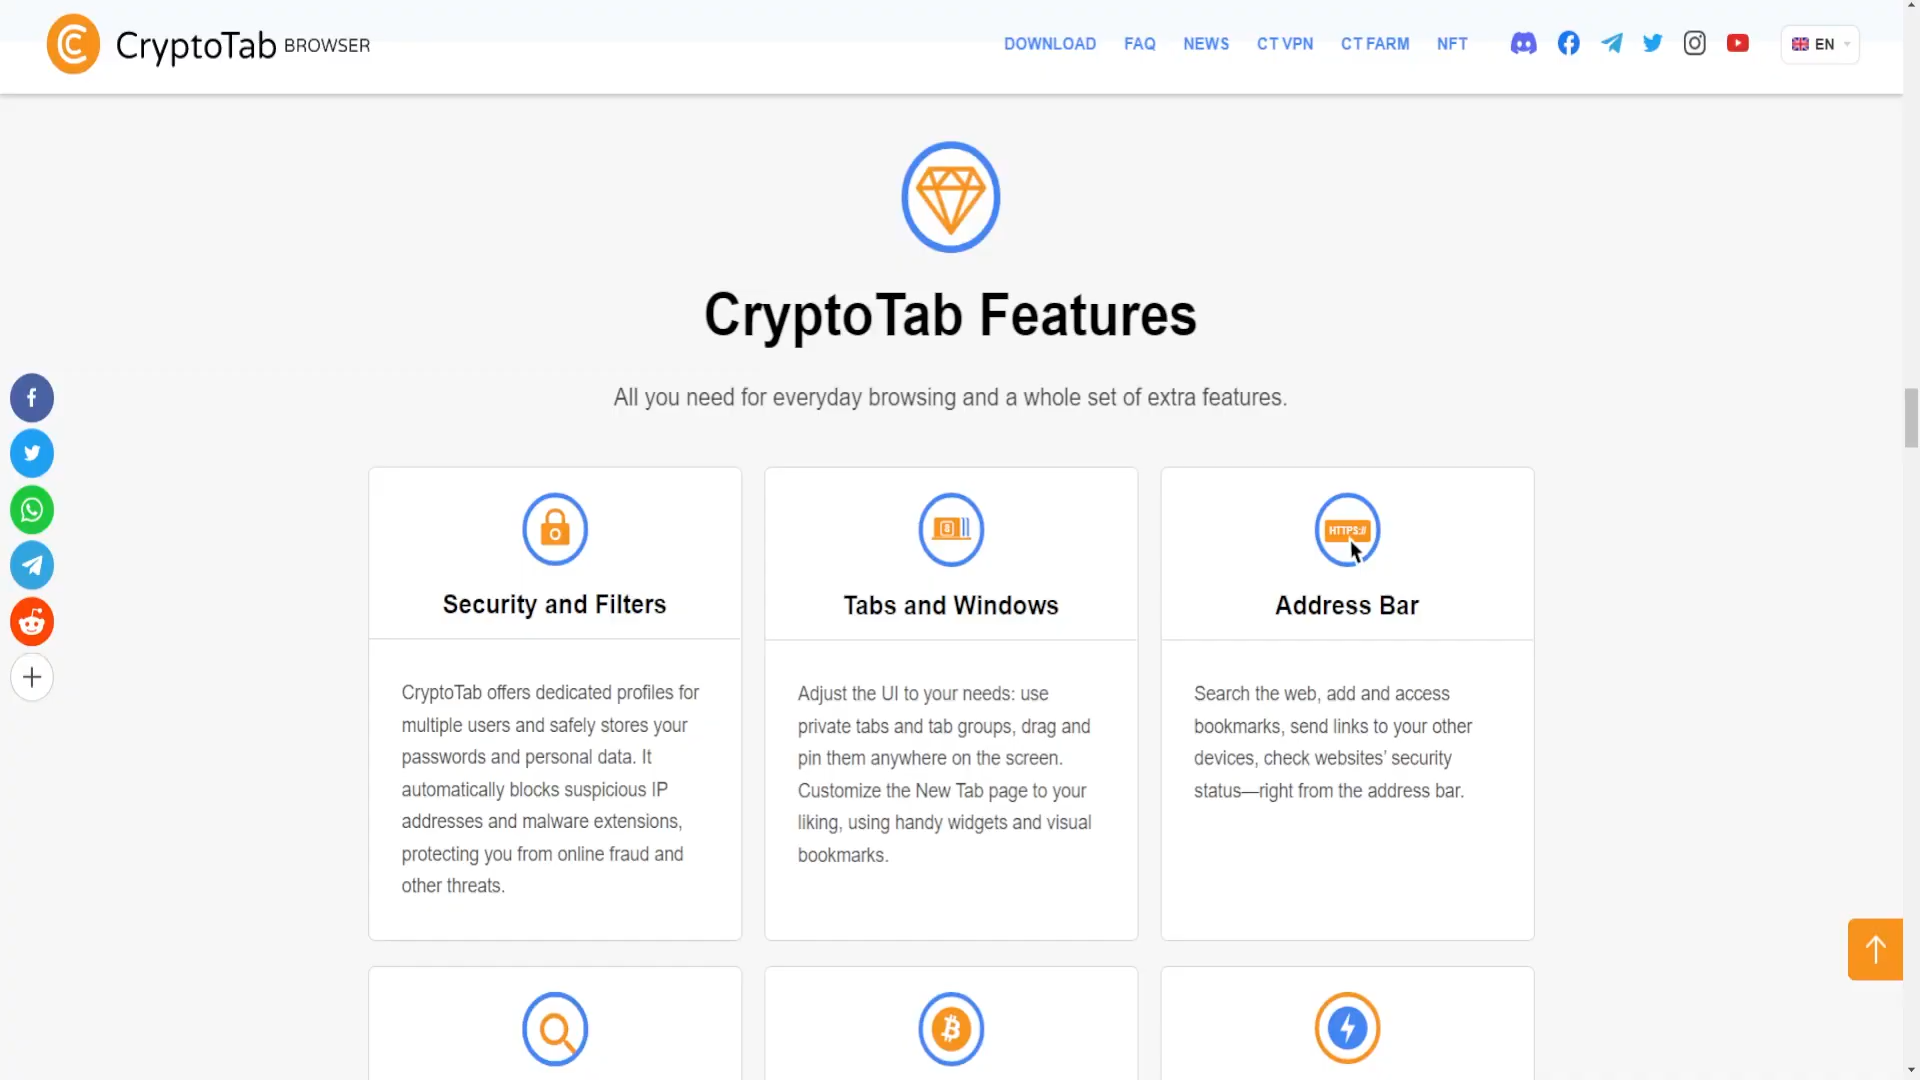 CryptoTab BROWSER
DOWNLOAD FAQ NEWS CT VPN CT FARM NFT EN
CryptoTab Features
All you need for everyday browsing and a whole set of extra features.
Security and Filters
CryptoTab offers dedicated profiles for
multiple users and safely stores your
passwords and personal data. It
automatically blocks suspicious IP
addresses and malware extensions,
protecting you from online fraud and
other threats.
Tabs and Windows
Adjust the UI to your needs: use
private tabs and tab groups, drag and
pin them anywhere on the screen.
Customize the New Tab page to your
liking, using handy widgets and visual
bookmarks.
HTTPS://
Address Bar
Search the web, add and access
bookmarks, send links to your other
devices, check websites’ security
status—right from the address bar.